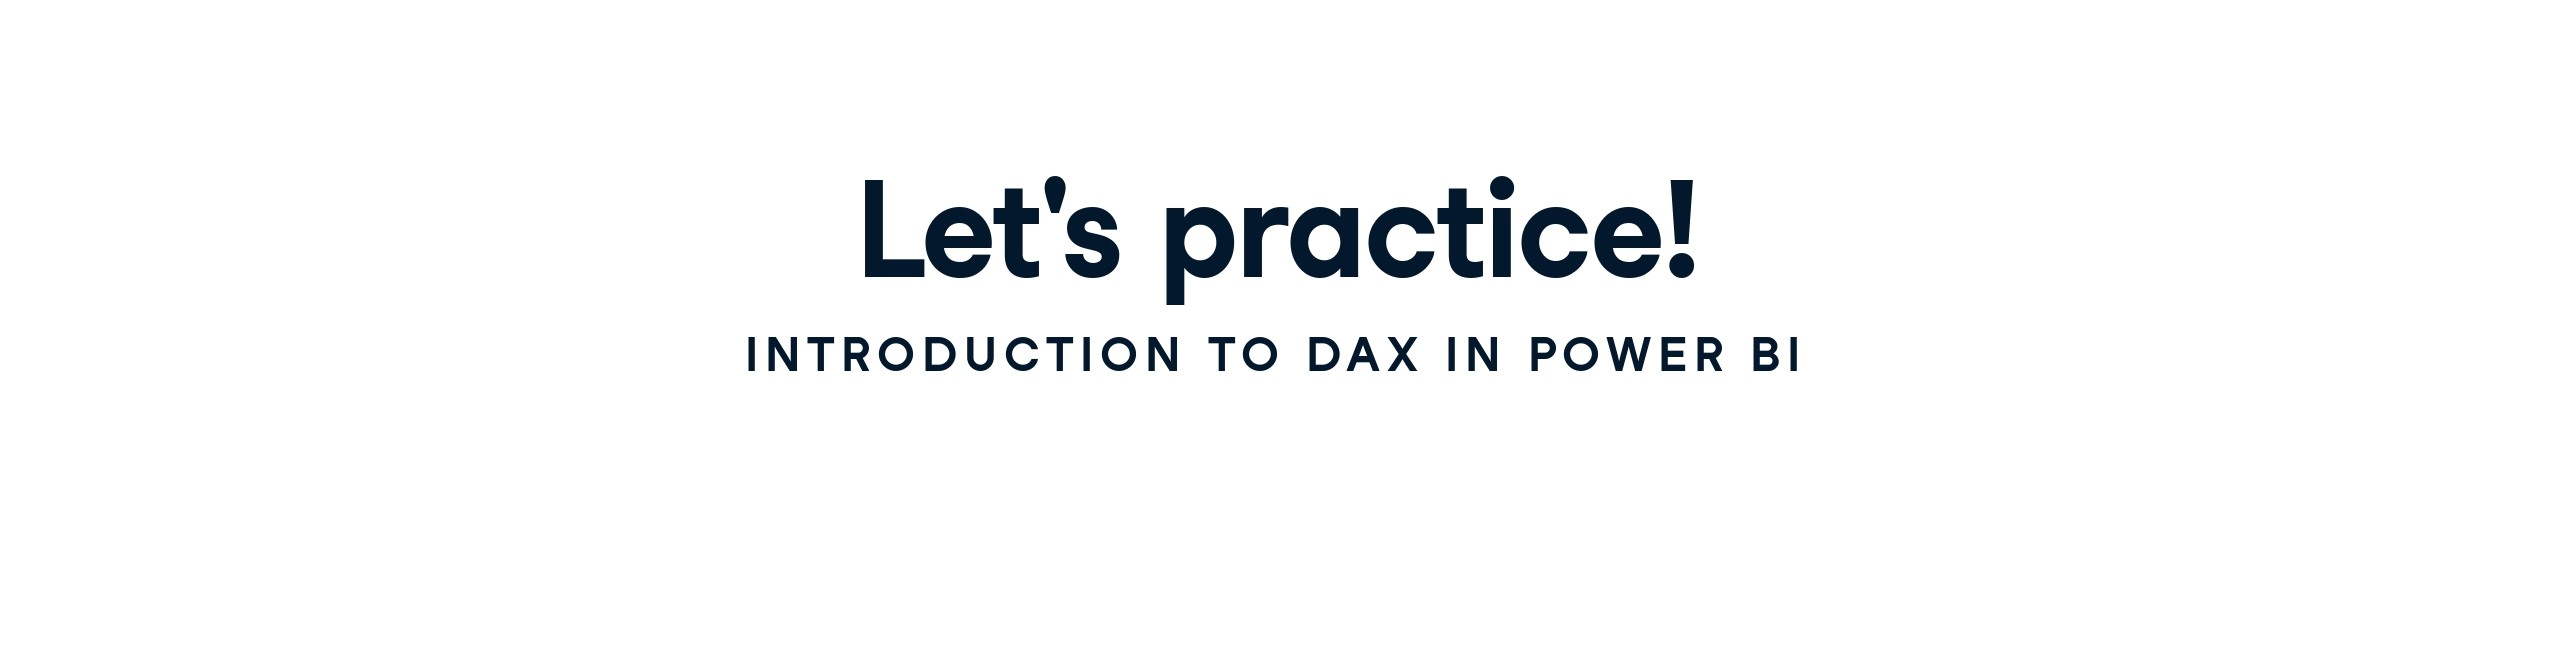 Let's practice!
INTRODUCTION TO DAX IN POWER BI